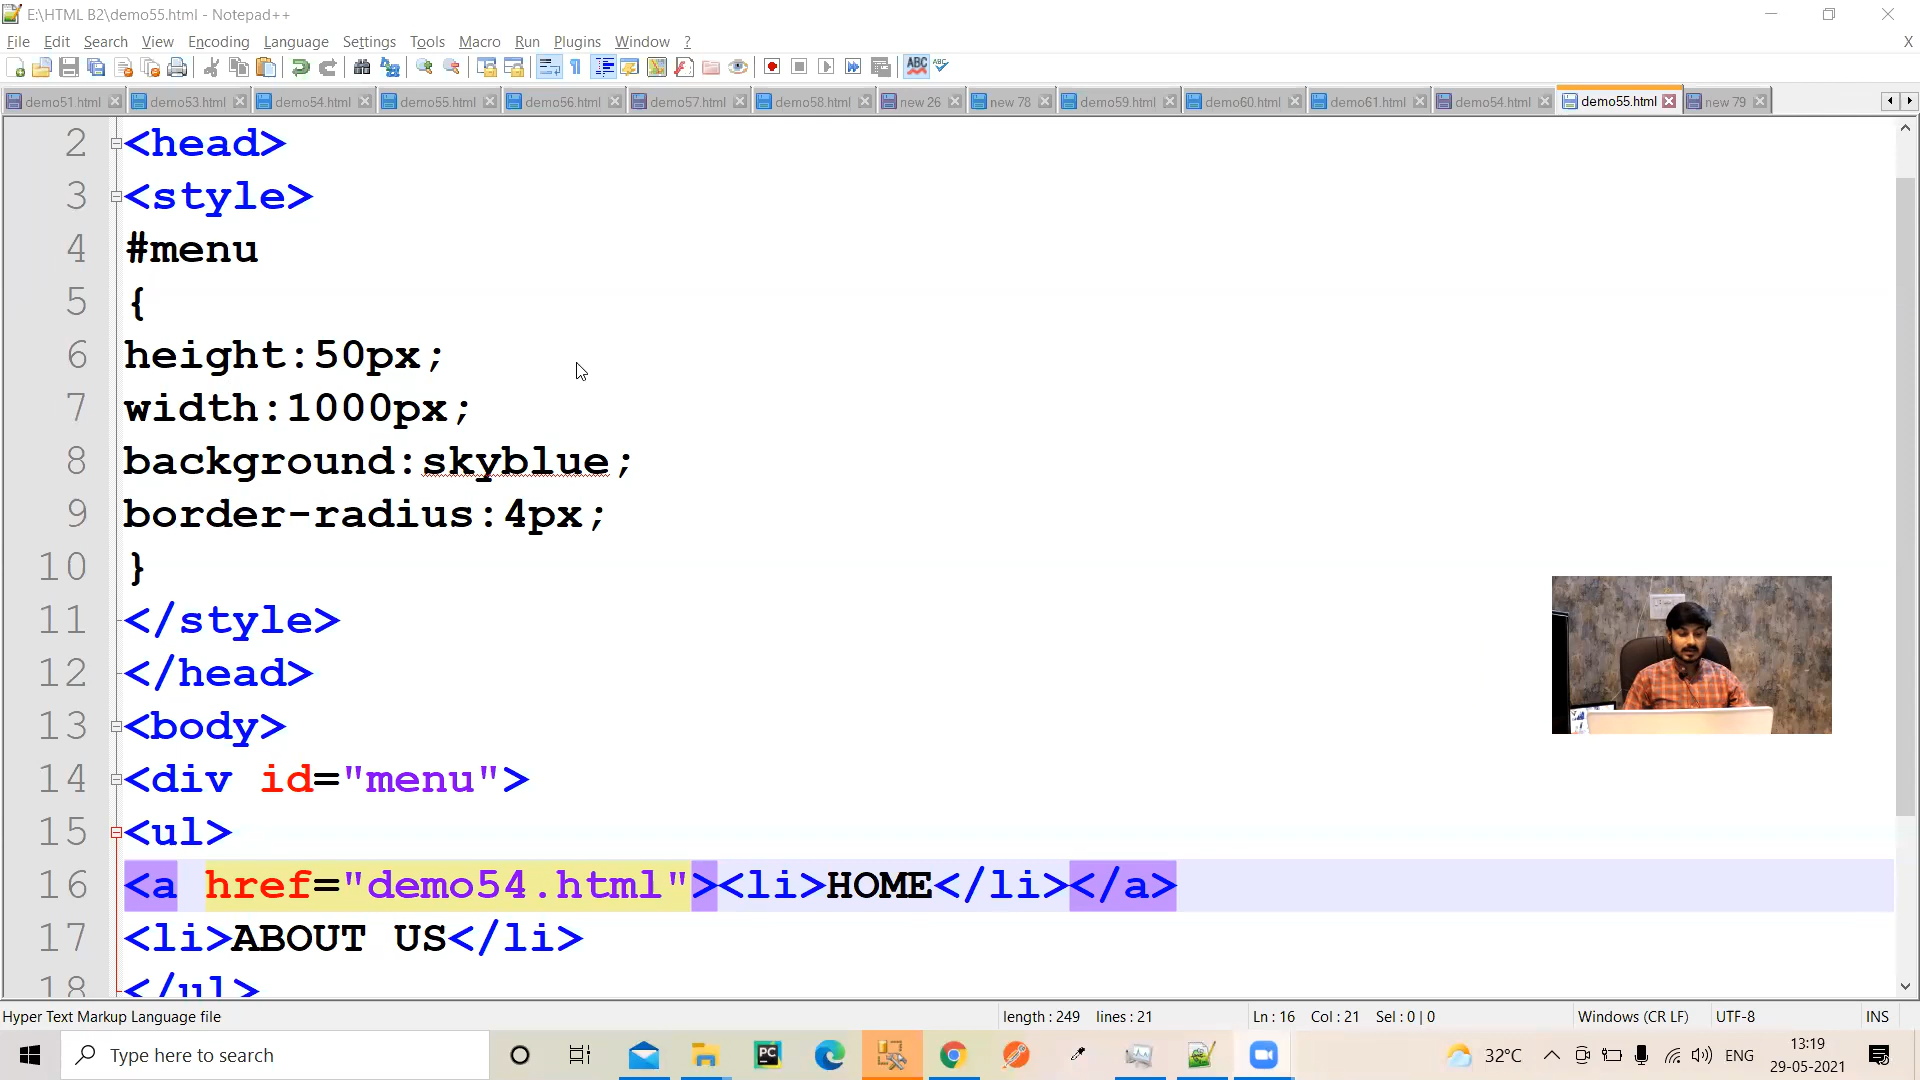 E:\HTML B2\demo55.html - Notepad++
File Edit Search View Encoding Language Settings Tools Macro Run Plugins Window ? X
ABC ABC
demo51 html demo53.html demo54.html demo55.html demo56.html demo57.html demo58.html new 26 new 78 demo59.html demo60.html demo61.html demo54.html demo55.html new 79
2 <head>
3 <style>
4 #menu
5 {
6 height:50px;
7 width:1000px;
8 background:skyblue;
9 border-radius:4px;
10 }
11 </style>
12 </head>
13 <body>
14 <div id="menu">
15 <ul>
16 <a href="demo54.html"><li>HOME</li></a>
17 <li>ABOUT US</li>
18 </ul>
Hyper Text Markup Language file length : 249 lines : 21 Ln : 16 Col : 21 Sel : 0 | 0 Windows (CR LF) UTF-8 INS
Type here to search
PC
32°C
ENG
13:19
29-05-2021